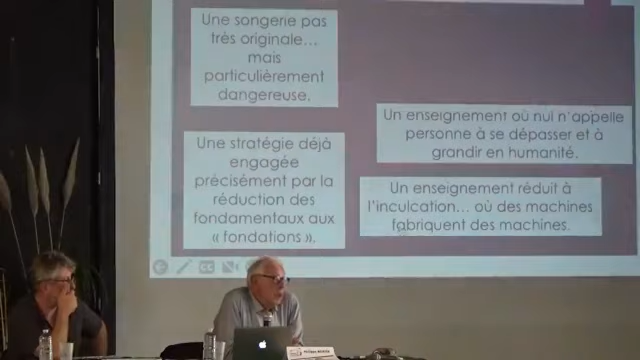 Une songerie pas
très originale…
mais
particulièrement
dangereuse.
Une stratégie déjà
engagée
précisément par la
réduction des
fondamentaux aux
« fondations ».
Un enseignement où nul n'appelle
personne à se dépasser et à
grandir en humanité.
Un enseignement réduit à
l'inculcation… où des machines
fabriquent des machines.
CC